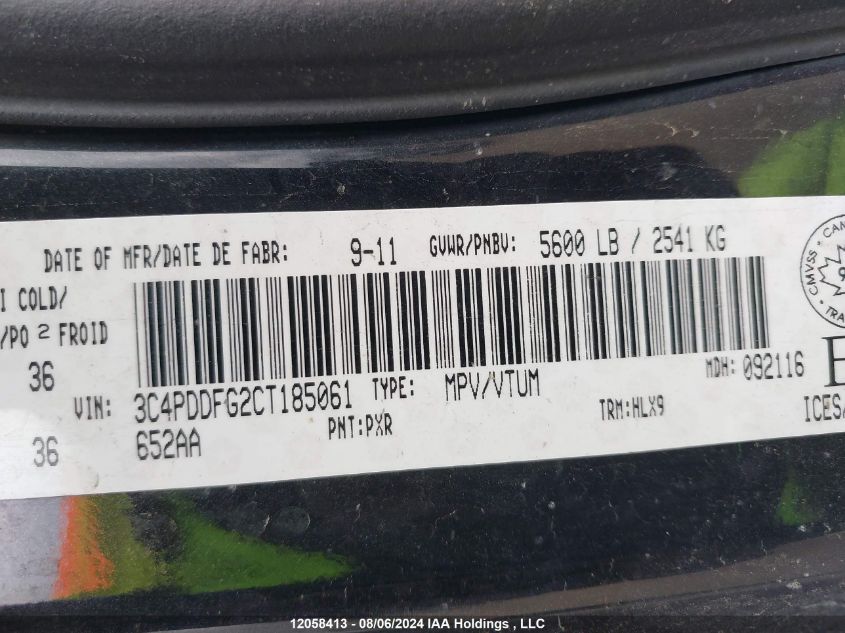 DATE OF MFR/DATE DE FABR: 9-11 GVWR/PNBV: 5600 LB / 2541 KG
I COLD/
/PO 2 FROID
36
VIN: 3C4PDDFG2CT185061 TYPE: MPV/VTUM MDH: 092116
36 652AA PNT:PXR TRM:HLX9 ICES
CMVSS
12058413 - 08/06/2024 IAA Holdings , LLC